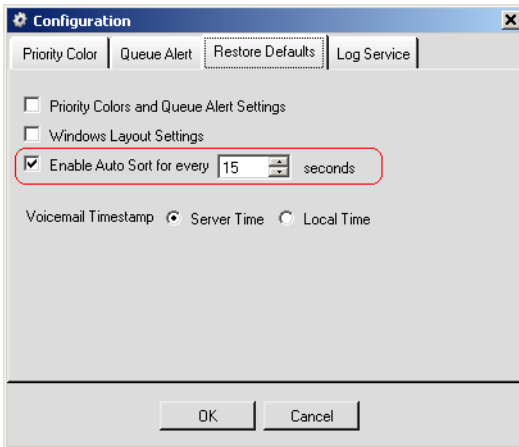 Configuration
Priority Color Queue Alert Restore Defaults Log Service
Priority Colors and Queue Alert Settings
Windows Layout Settings
Enable Auto Sort for every 15 seconds
Voicemail Timestamp Server Time Local Time
OK Cancel